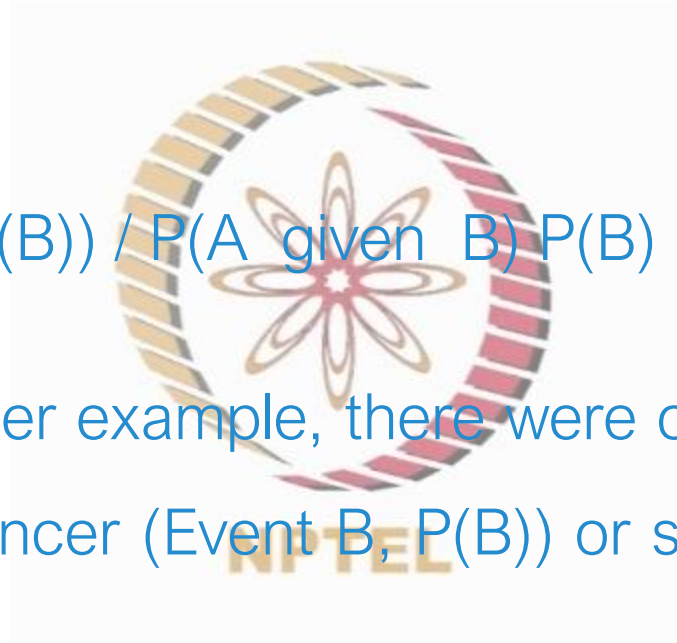 (B)) / P(A given B) P(B)
er example, there were
ncer (Event B, P(B)) or s
NPTEL